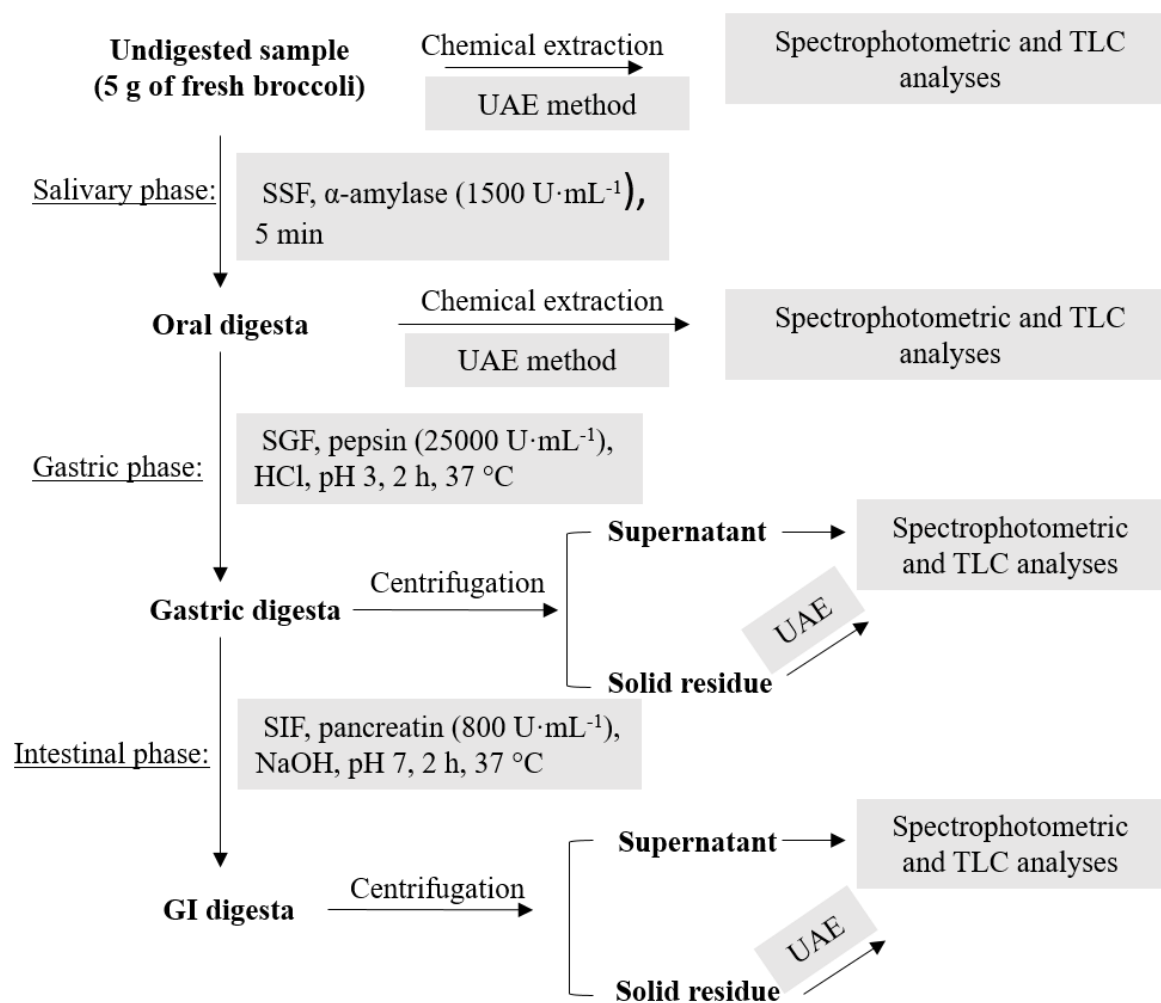 Undigested sample
(5 g of fresh broccoli)
Chemical extraction
UAE method
Spectrophotometric and TLC
analyses
Salivary phase:
SSF, α-amylase (1500 U·mL⁻¹),
5 min
Oral digesta
Chemical extraction
UAE method
Spectrophotometric and TLC
analyses
Gastric phase:
SGF, pepsin (25000 U·mL⁻¹),
HCl, pH 3, 2 h, 37 °C
Gastric digesta
Centrifugation
Supernatant
Spectrophotometric
and TLC analyses
UAE
Solid residue
Intestinal phase:
SIF, pancreatin (800 U·mL⁻¹),
NaOH, pH 7, 2 h, 37 °C
GI digesta
Centrifugation
Supernatant
Spectrophotometric
and TLC analyses
UAE
Solid residue